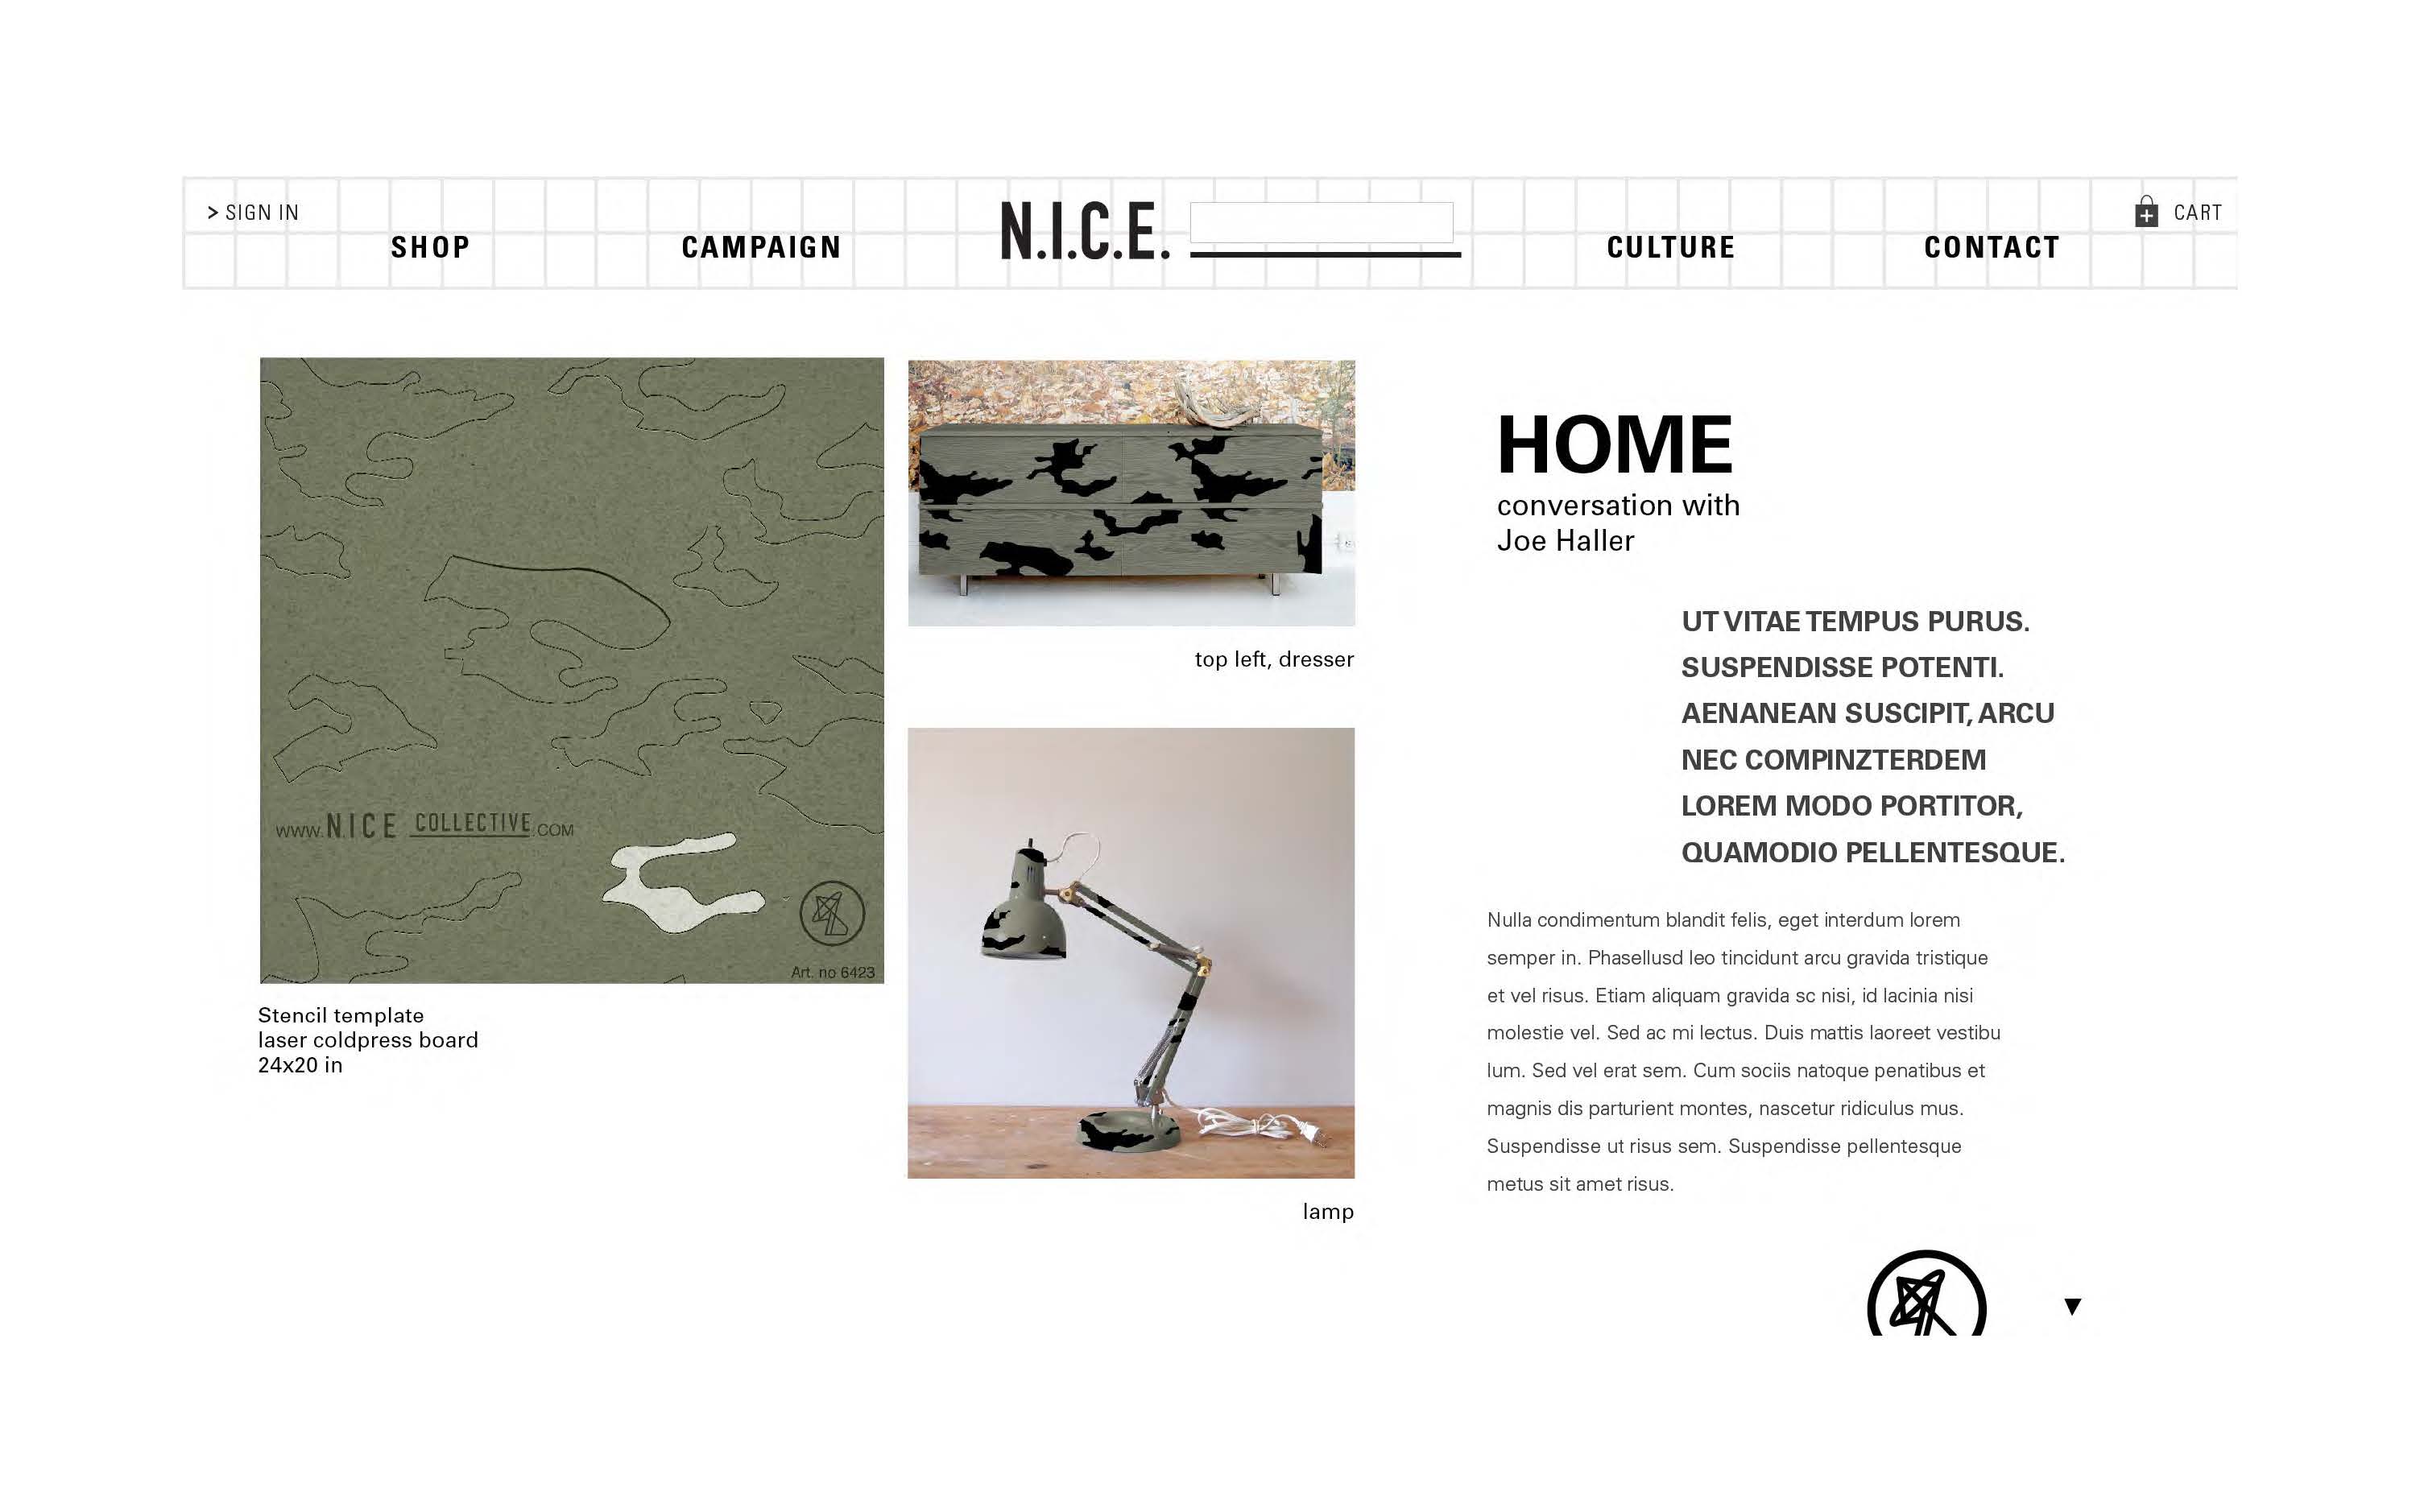 > SIGN IN
SHOP
CAMPAIGN
N.I.C.E.
CULTURE
CONTACT
CART
www.NICE COLLECTIVE.COM
Art. no 6423
Stencil template
laser coldpress board
24x20 in
top left, dresser
lamp
HOME
conversation with
Joe Haller
UT VITAE TEMPUS PURUS.
SUSPENDISSE POTENTI.
AENANEAN SUSCIPIT, ARCU
NEC COMPINZTERDEM
LOREM MODO PORTITOR,
QUAMODIO PELLENTESQUE.
Nulla condimentum blandit felis, eget interdum lorem
semper in. Phasellusd leo tincidunt arcu gravida tristique
et vel risus. Etiam aliquam gravida sc nisi, id lacinia nisi
molestie vel. Sed ac mi lectus. Duis mattis laoreet vestibu
lum. Sed vel erat sem. Cum sociis natoque penatibus et
magnis dis parturient montes, nascetur ridiculus mus.
Suspendisse ut risus sem. Suspendisse pellentesque
metus sit amet risus.